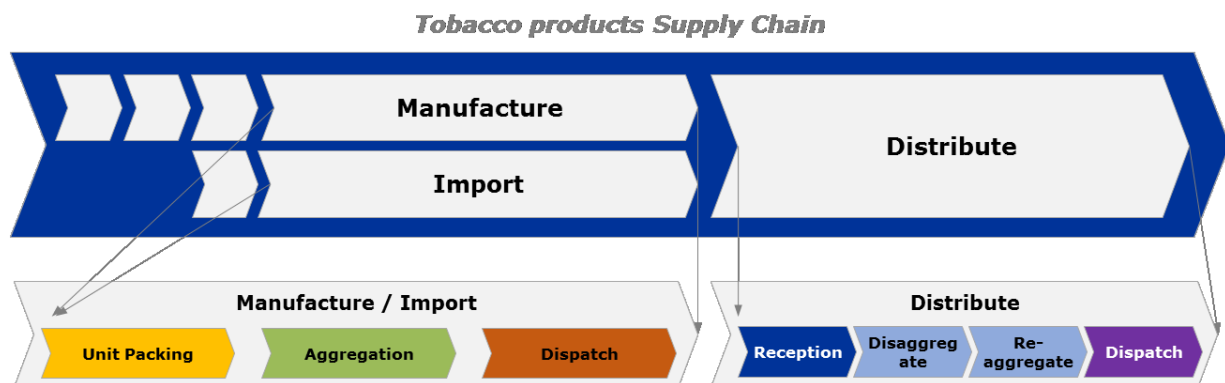 Tobacco products Supply Chain
Manufacture
Import
Distribute
Manufacture / Import
Unit Packing
Aggregation
Dispatch
Distribute
Reception
Disaggreg
ate
Re-
aggregate
Dispatch